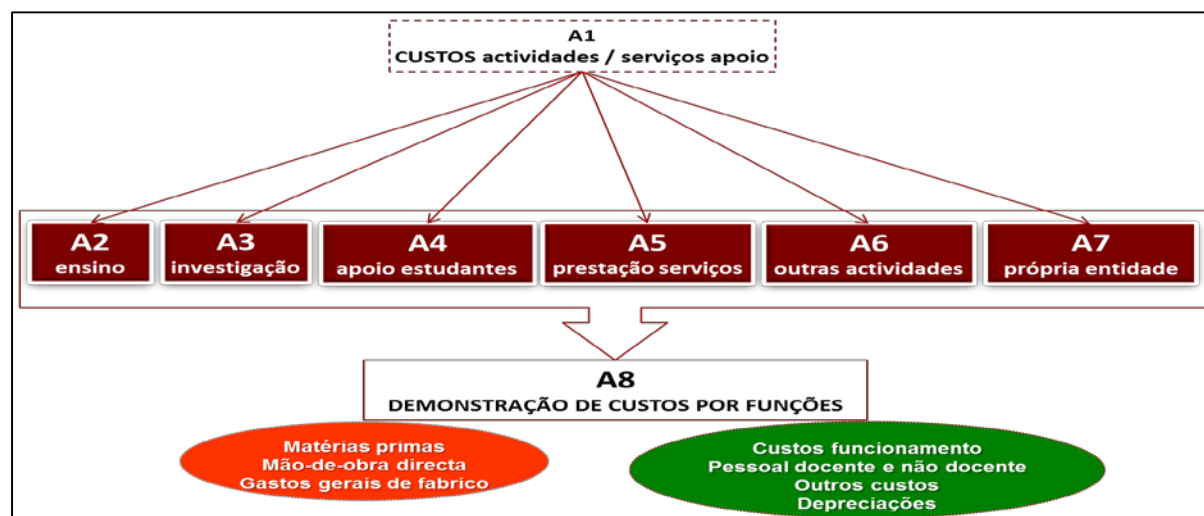 A1
CUSTOS actividades / serviços apoio
A2
ensino
A3
investigação
A4
apoio estudantes
A5
prestação serviços
A6
outras actividades
A7
própria entidade
A8
DEMONSTRAÇÃO DE CUSTOS POR FUNÇÕES
Matérias primas
Mão-de-obra directa
Gastos gerais de fabrico
Custos funcionamento
Pessoal docente e não docente
Outros custos
Depreciações